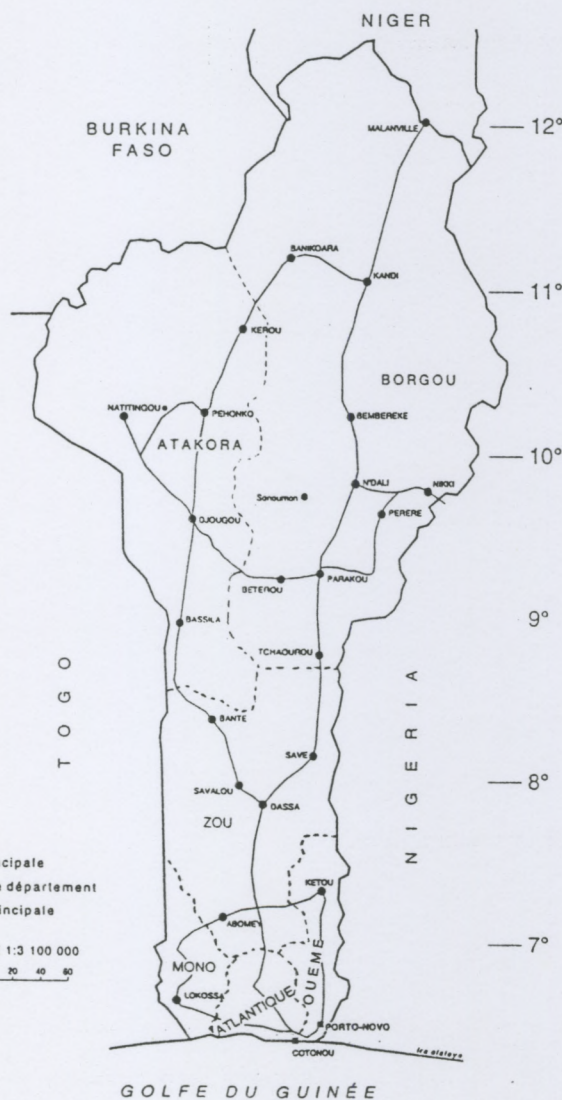 NIGER
BURKINA
FASO
MALANVILLE
12°
BANIKOARA
KANDI
11°
KEROU
BORGOU
NATITINGOU
PEHONKO
BEMBEREKE
ATAKORA
10°
N'DALI
NIKKI
Sonoumon
PERERE
DJOUGOU
BETEROU
PARAKOU
9°
BASSILA
TCHAOUROU
TOGO
NIGERIA
BANTE
SAVE
8°
SAVALOU
DASSA
ZOU
cipale
e département
incipale
KETOU
ABOMEY
7°
1:3 100 000
20 40 60
MONO
OUEME
LOKOSSA
ATLANTIQUE
PORTO-NOVO
COTONOU
GOLFE DU GUINÉE